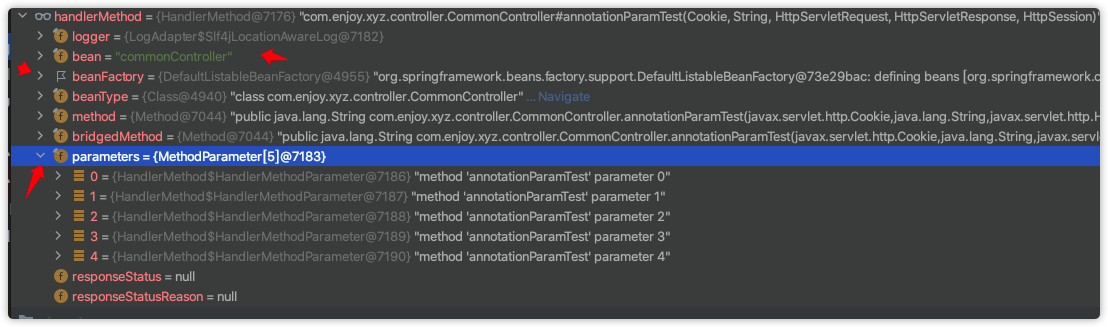 handlerMethod = {HandlerMethod@7176} "com.enjoy.xyz.controller.CommonController#annotationParamTest(Cookie, String, HttpServletRequest, HttpServletResponse, HttpSession)"
logger = {LogAdapter$Slf4jLocationAwareLog@7182}
bean = "commonController"
beanFactory = {DefaultListableBeanFactory@4955} "org.springframework.beans.factory.support.DefaultListableBeanFactory@73e29bac: defining beans [org.springframework.c
beanType = {Class@4940} "class com.enjoy.xyz.controller.CommonController" ... Navigate
method = {Method@7044} "public java.lang.String com.enjoy.xyz.controller.CommonController.annotationParamTest(javax.servlet.http.Cookie,java.lang.String,javax.servlet.http.H
bridgedMethod = {Method@7044} "public java.lang.String com.enjoy.xyz.controller.CommonController.annotationParamTest(javax.servlet.http.Cookie,java.lang.String,javax.serv
parameters = {MethodParameter[5]@7183}
0 = {HandlerMethod$HandlerMethodParameter@7186} "method 'annotationParamTest' parameter 0"
1 = {HandlerMethod$HandlerMethodParameter@7187} "method 'annotationParamTest' parameter 1"
2 = {HandlerMethod$HandlerMethodParameter@7188} "method 'annotationParamTest' parameter 2"
3 = {HandlerMethod$HandlerMethodParameter@7189} "method 'annotationParamTest' parameter 3"
4 = {HandlerMethod$HandlerMethodParameter@7190} "method 'annotationParamTest' parameter 4"
responseStatus = null
responseStatusReason = null